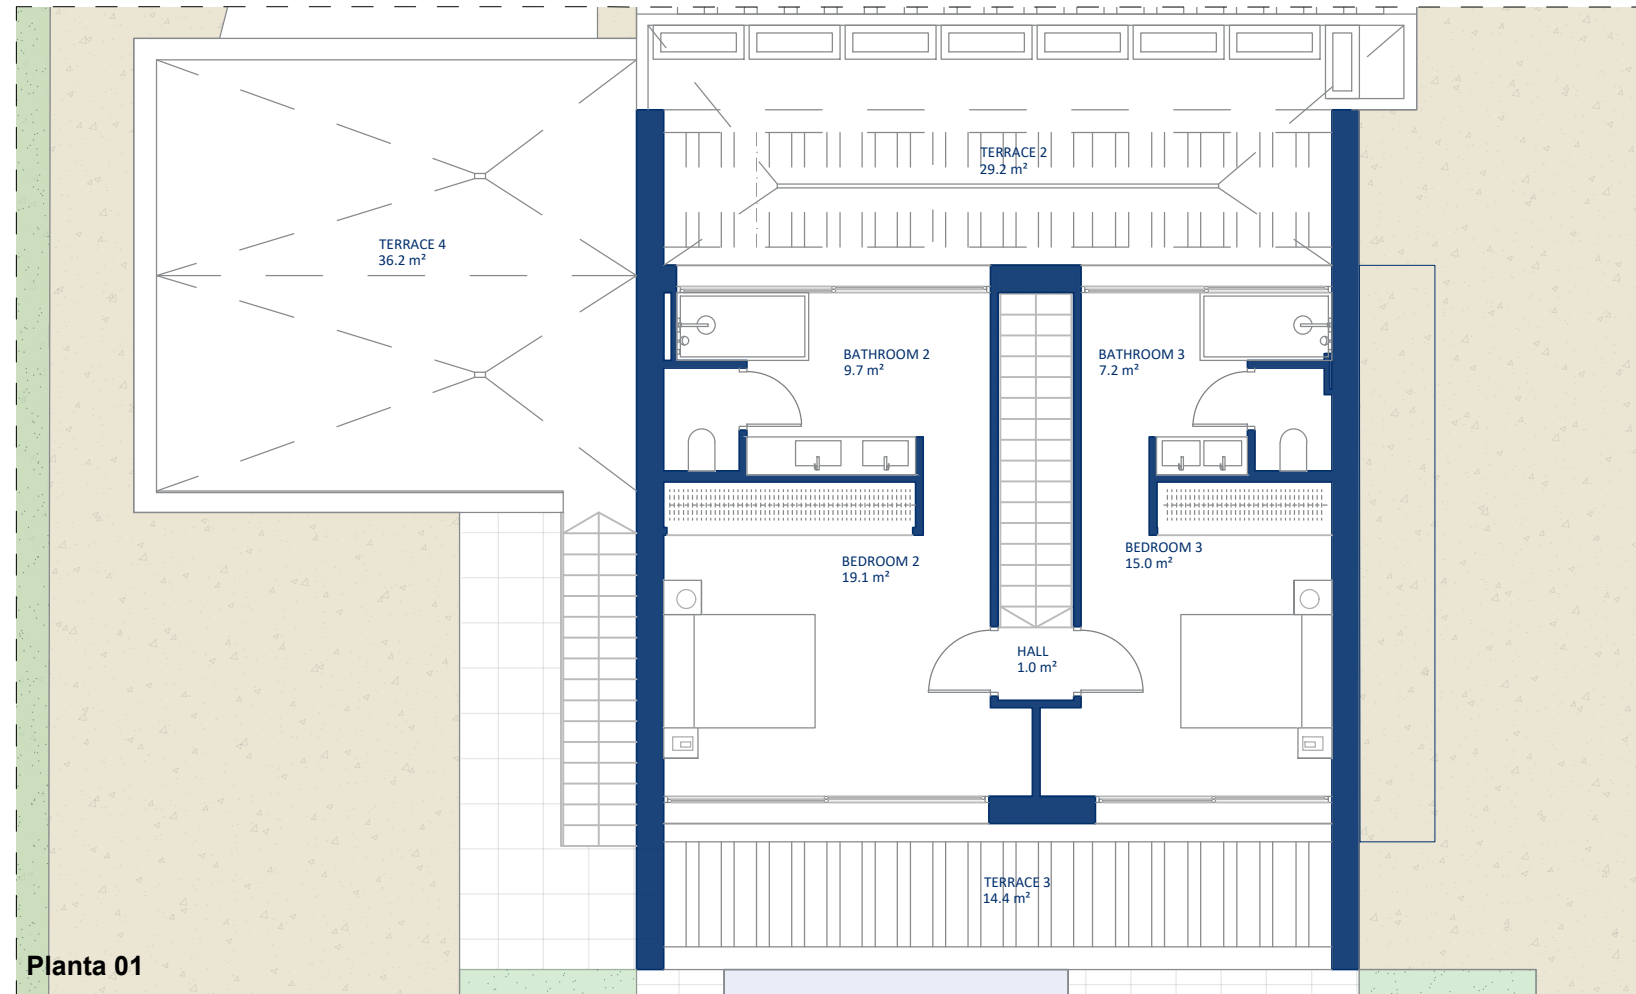 TERRACE 2
29.2 m²
TERRACE 4
36.2 m²
BATHROOM 2
9.7 m²
BATHROOM 3
7.2 m²
BEDROOM 2
19.1 m²
BEDROOM 3
15.0 m²
HALL
1.0 m²
TERRACE 3
14.4 m²
Planta 01